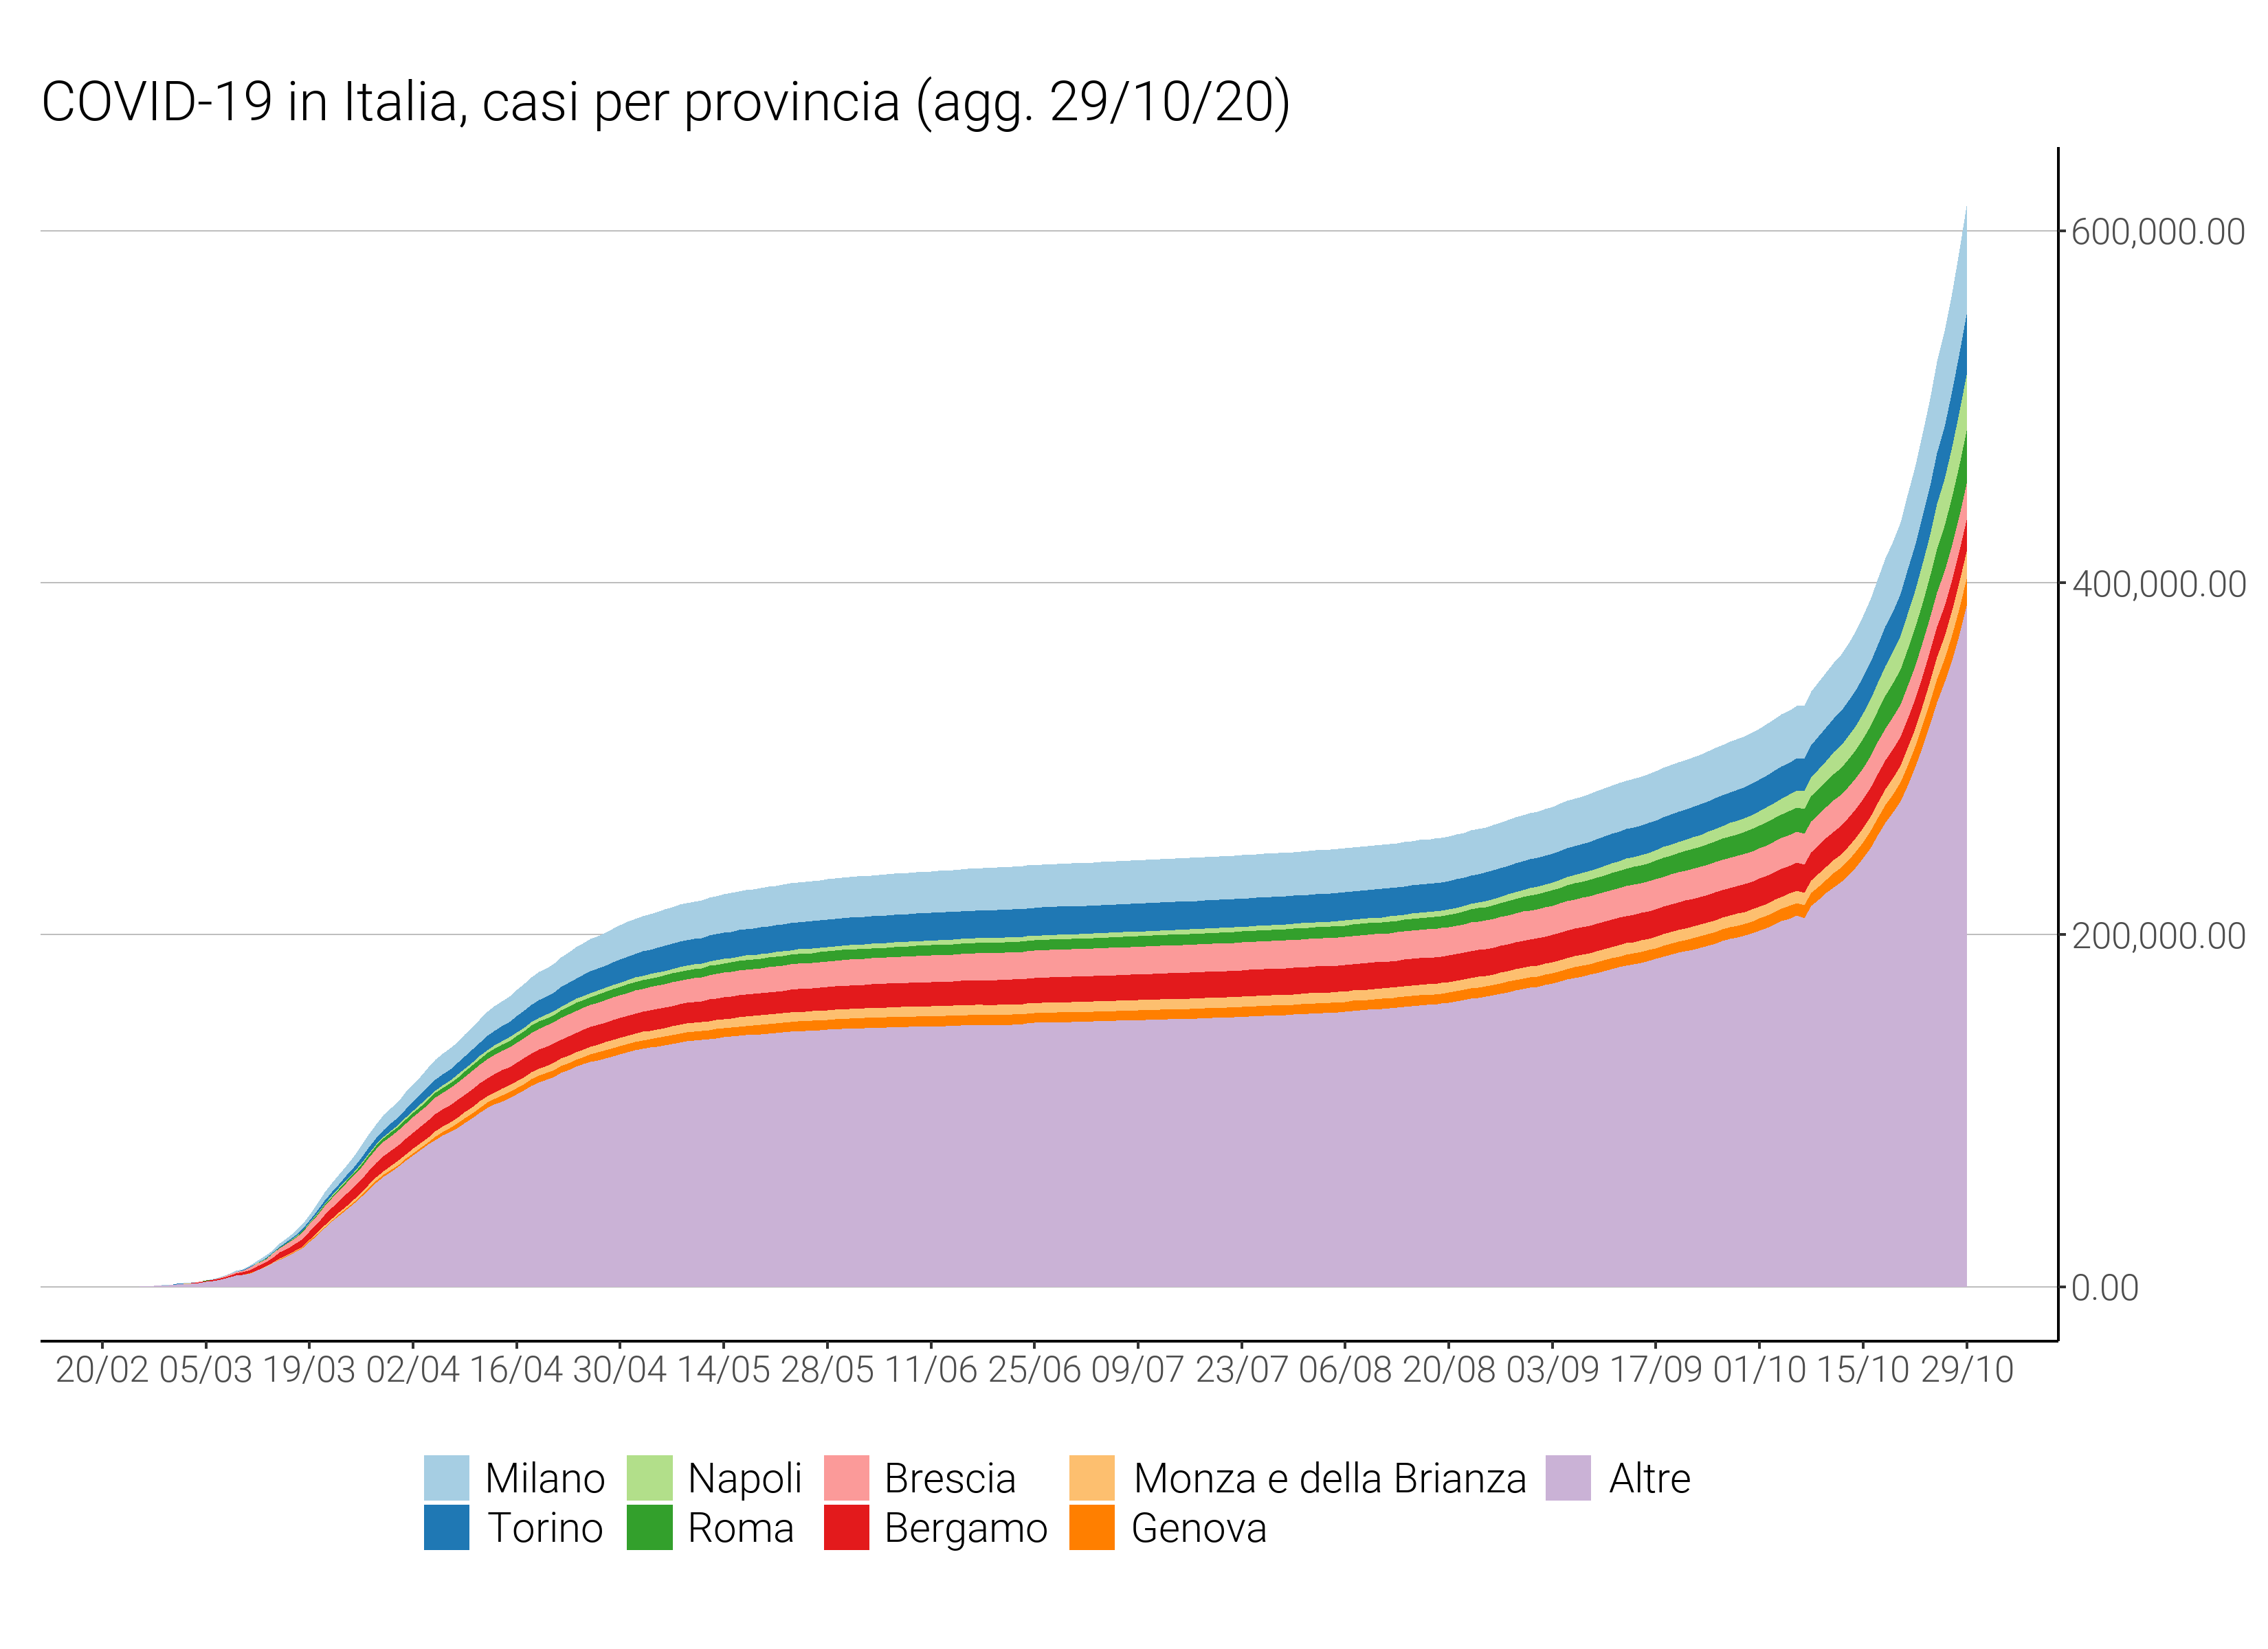 COVID-19 in Italia, casi per provincia (agg. 29/10/20)
600,000.00
400,000.00
200,000.00
0.00
20/02 05/03 19/03 02/04 16/04 30/04 14/05 28/05 11/06 25/06 09/07 23/07 06/08 20/08 03/09 17/09 01/10 15/10 29/10
Milano Napoli Brescia Monza e della Brianza Altre
Torino Roma Bergamo Genova